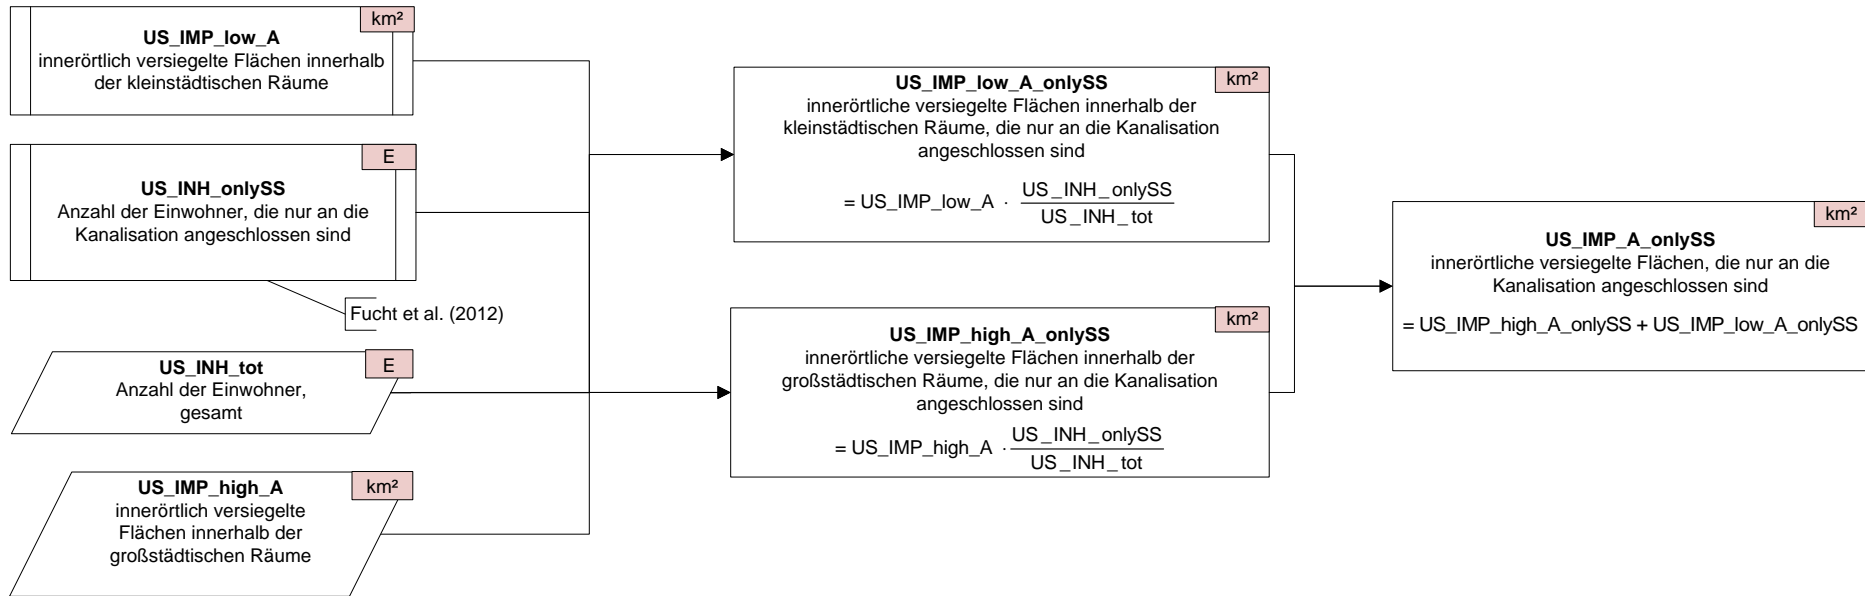 km²
US_IMP_low_A
innerörtlich versiegelte Flächen innerhalb
der kleinstädtischen Räume
E
US_INH_onlySS
Anzahl der Einwohner, die nur an die
Kanalisation angeschlossen sind
Fucht et al. (2012)
E
US_INH_tot
Anzahl der Einwohner,
gesamt
km²
US_IMP_high_A
innerörtlich versiegelte
Flächen innerhalb der
großstädtischen Räume
km²
US_IMP_low_A_onlySS
innerörtliche versiegelte Flächen innerhalb der
kleinstädtischen Räume, die nur an die Kanalisation
angeschlossen sind
= US_IMP_low_A · US_INH_onlySS
US_INH_tot
km²
US_IMP_high_A_onlySS
innerörtliche versiegelte Flächen innerhalb der
großstädtischen Räume, die nur an die Kanalisation
angeschlossen sind
= US_IMP_high_A · US_INH_onlySS
US_INH_tot
km²
US_IMP_A_onlySS
innerörtliche versiegelte Flächen, die nur an die
Kanalisation angeschlossen sind
= US_IMP_high_A_onlySS + US_IMP_low_A_onlySS